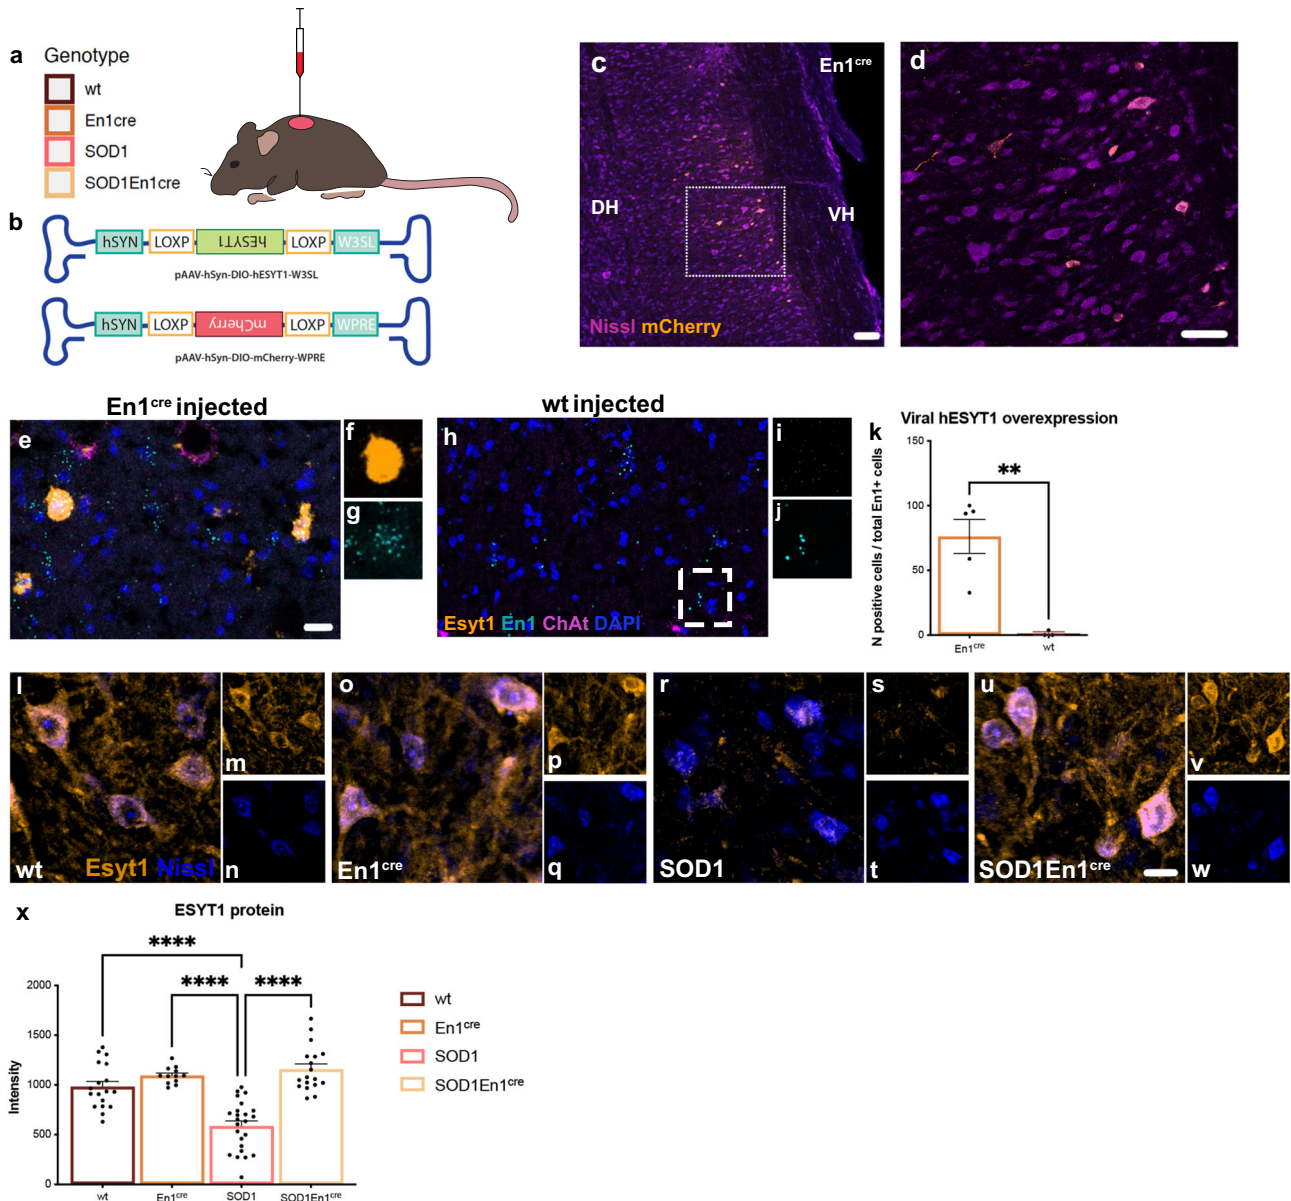 a
Genotype
wt
En1cre
SOD1
SOD1En1cre
b
hSYN LOXP hESYT1 LOXP W3SL
pAAV-hSyn-DIO-hESYT1-W3SL
hSYN LOXP mCherry LOXP WPRE
pAAV-hSyn-DIO-mCherry-WPRE
c
En1cre
DH
VH
Nissl mCherry
d
En1cre injected
e
f
g
wt injected
h
i
j
Esyt1 En1 ChAt DAPI
k
Viral hESYT1 overexpression
N positive cells / total En1+ cells
150
100
50
0
**
En1cre
wt
l
m
n
wt
Esyt1 Nissl
o
p
q
En1cre
r
s
t
SOD1
u
v
w
SOD1En1cre
x
ESYT1 protein
****
**** ****
Intensity
2000
1500
1000
500
0
wt
En1cre
SOD1
SOD1En1cre
wt
En1cre
SOD1
SOD1En1cre